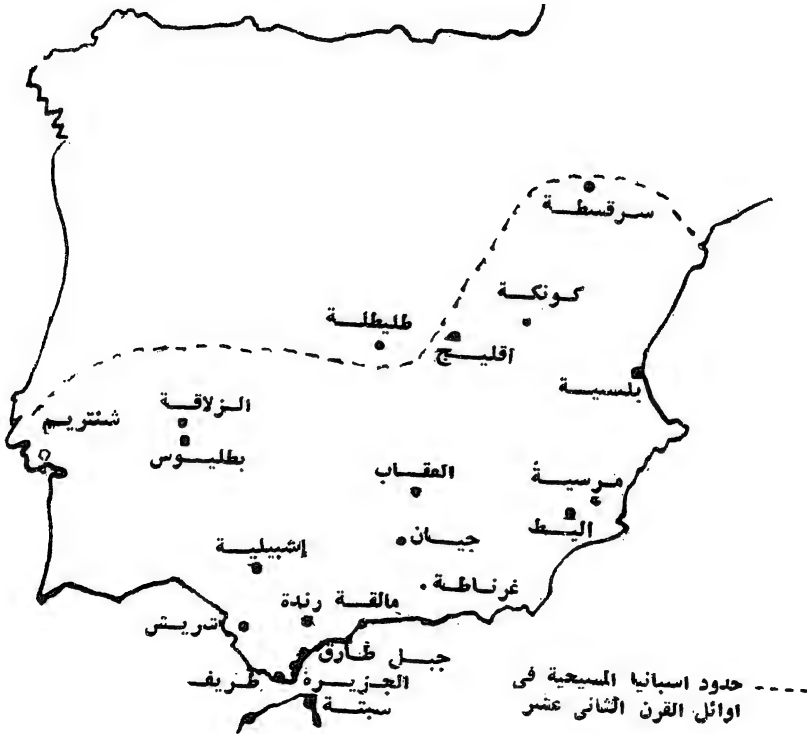 سرقسطة
كونكة
طليطلة
اقليج
بلنسية
الزلاقة
شنتريم
بطليوس
العقاب
مرسية
اليط
جيان
إشبيلية
غرناطة
مالقة رندة
جبل طارق
الجزيرة طريف
سبتة
حدود اسبانيا المسيحية فى
اوائل القرن الثانى عشر